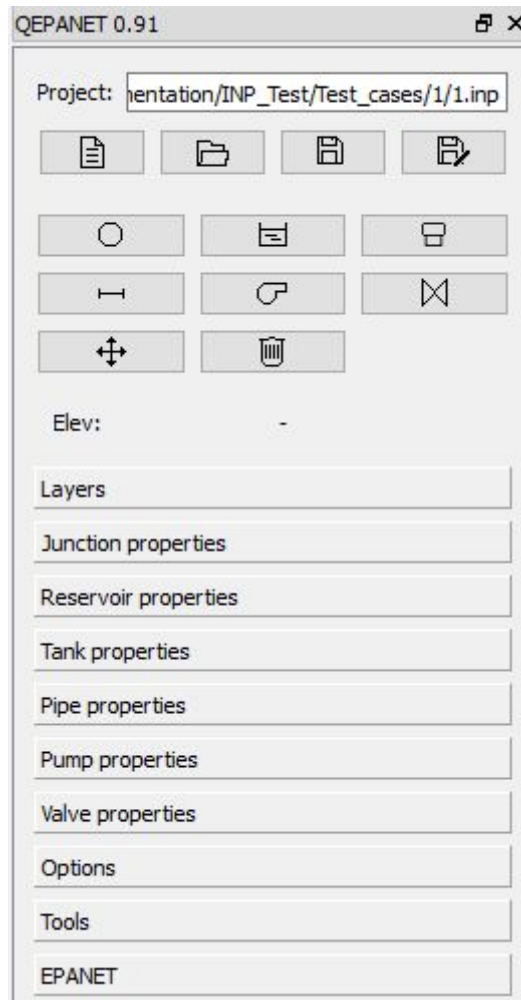 QEPANET 0.91
Project: nentation/INP_Test/Test_cases/1/1.inp
Elev: -
Layers
Junction properties
Reservoir properties
Tank properties
Pipe properties
Pump properties
Valve properties
Options
Tools
EPANET